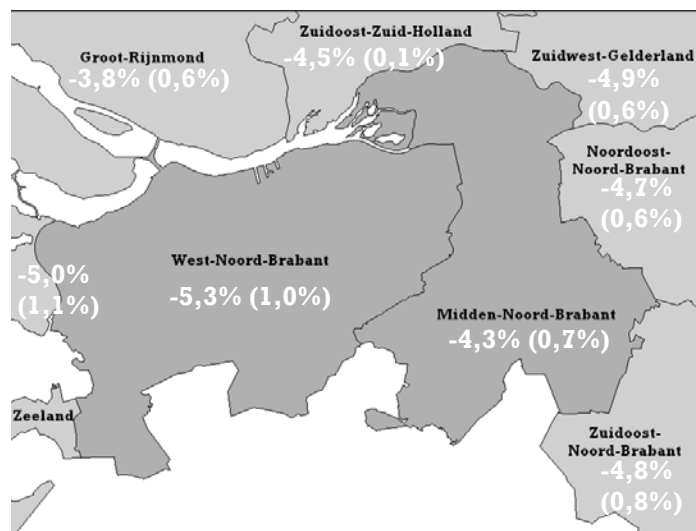 Zuidoost-Zuid-Holland
-4,5% (0,1%)
Groot-Rijnmond
-3,8% (0,6%)
Zuidwest-Gelderland
-4,9%
(0,6%)
Noordoost-
Noord-Brabant
-4,7%
(0,6%)
West-Noord-Brabant
-5,3% (1,0%)
-5,0%
(1,1%)
Midden-Noord-Brabant
-4,3% (0,7%)
Zeeland
Zuidoost-
Noord-Brabant
-4,8%
(0,8%)